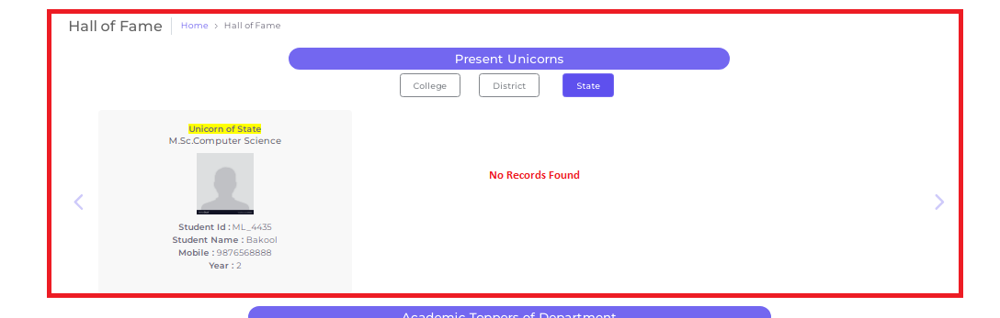 Hall of Fame
Home > Hall of Fame
Present Unicorns
College
District
State
Unicorn of State
M.Sc.Computer Science
No Records Found
Student Id : ML_4435
Student Name : Bakool
Mobile : 9876568888
Year : 2
Academic Toppers of Department